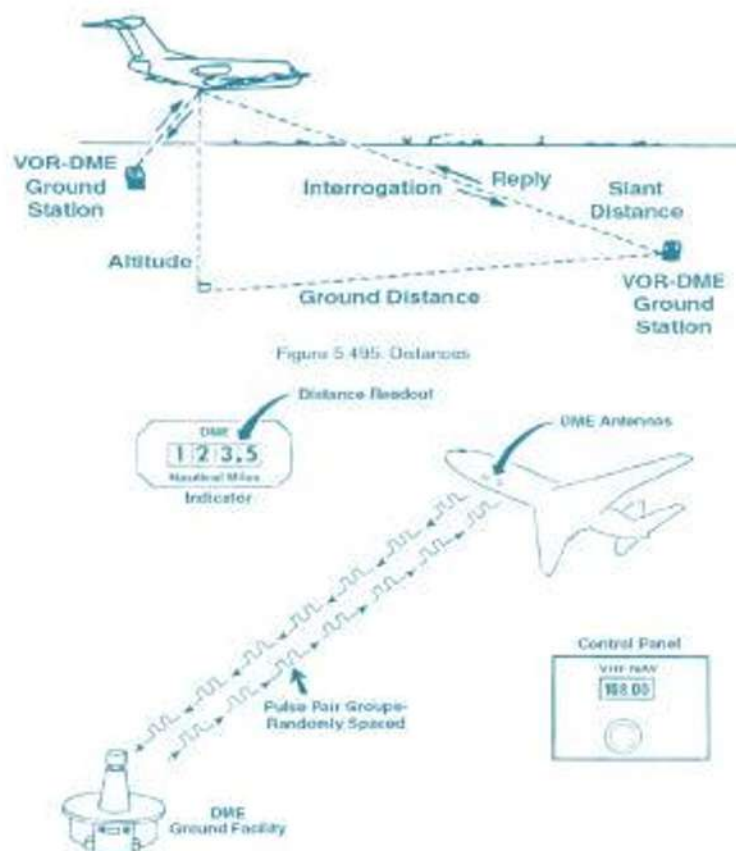 VOR-DME
Ground
Station
Interrogation
Reply
Slant
Distance
Altitude
Ground Distance
VOR-DME
Ground
Station
Figure 5.495. Distances
Distance Readout
DME
1 2 3.5
Nautical Miles
Indicator
DME Antennas
Control Panel
VHF NAV
108.00
Pulse Pair Groups-
Randomly Spaced
DME
Ground Facility